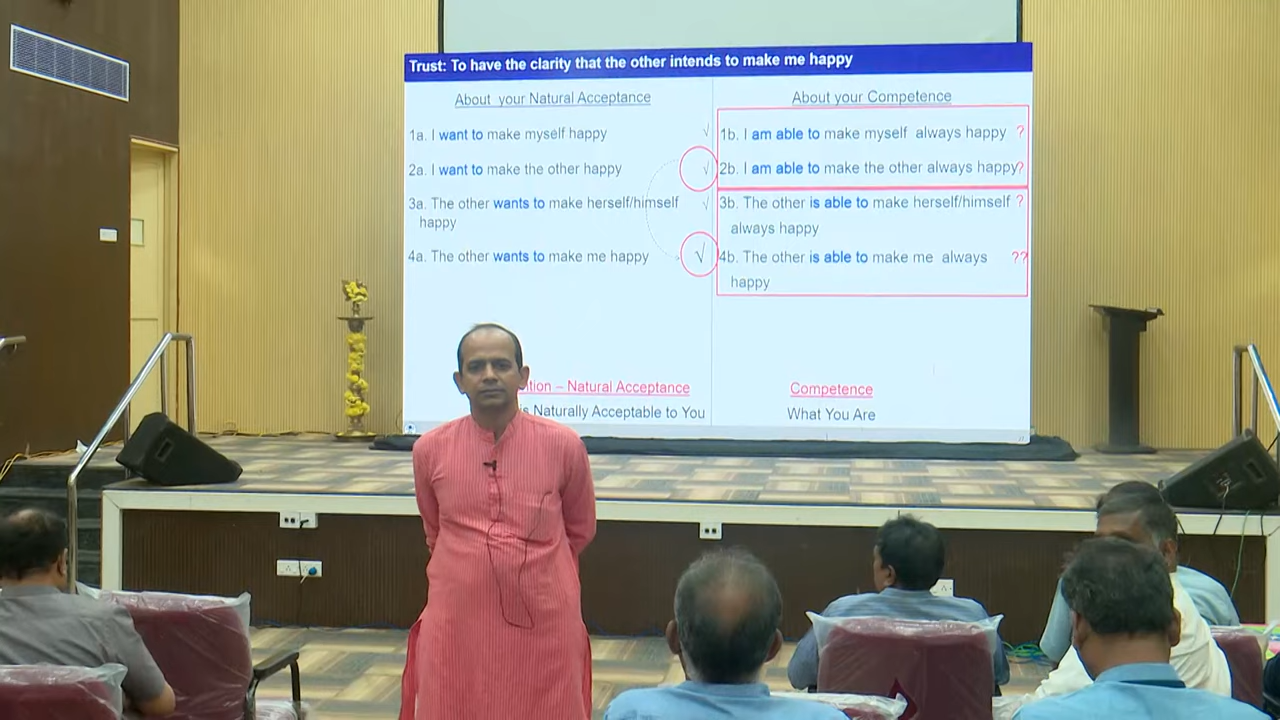 Trust: To have the clarity that the other intends to make me happy
About your Natural Acceptance
1a. I want to make myself happy √
2a. I want to make the other happy √
3a. The other wants to make herself/himself √
happy
4a. The other wants to make me happy √
About your Competence
1b. I am able to make myself always happy ?
2b. I am able to make the other always happy?
3b. The other is able to make herself/himself ?
always happy
4b. The other is able to make me always ??
happy
– Natural Acceptance
is Naturally Acceptable to You
Competence
What You Are